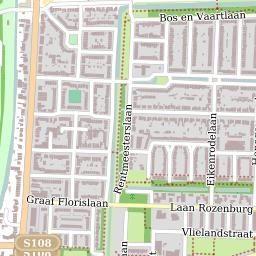 Bos en Vaartlaan
Rentmeesterslaan
Eikenrodelaan
Graaf Florislaan
Laan Rozenburg
Vlielandstraat
S108